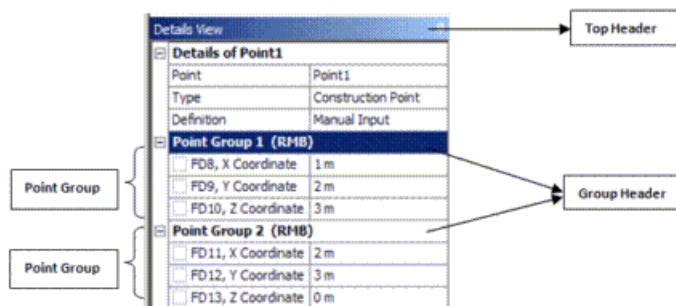 Details View
Top Header
Details of Point1
Point Point1
Type Construction Point
Definition Manual Input
Point Group 1 (RMB)
FD8, X Coordinate 1 m
Point Group
FD9, Y Coordinate 2 m
Group Header
FD10, Z Coordinate 3 m
Point Group 2 (RMB)
FD11, X Coordinate 2 m
Point Group
FD12, Y Coordinate 3 m
FD13, Z Coordinate 0 m